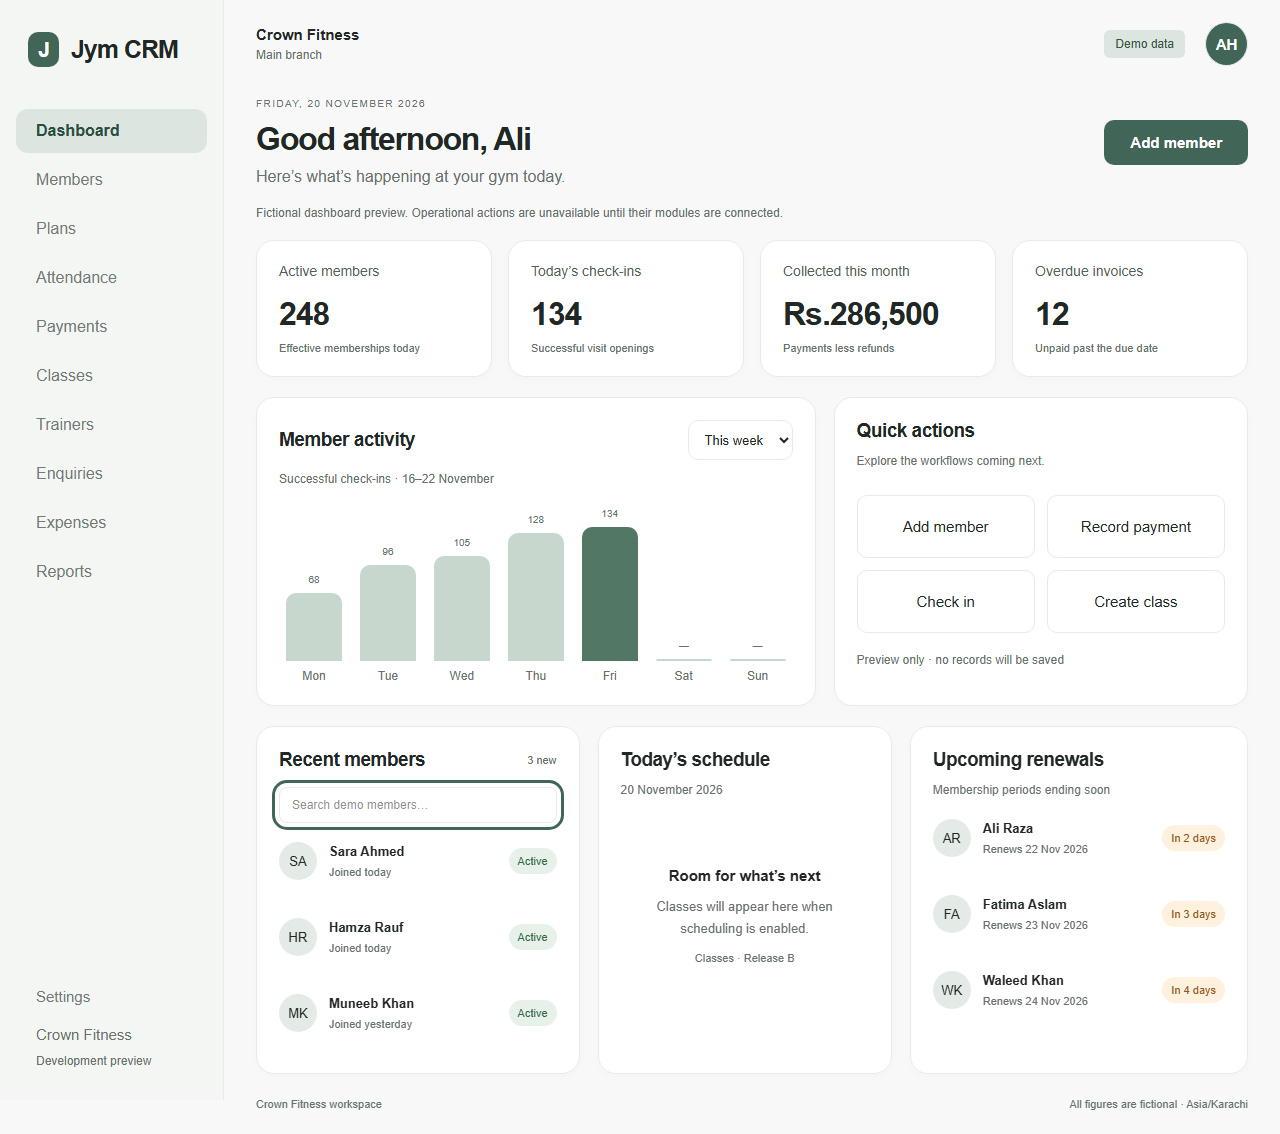 J Jym CRM
Dashboard
Members
Plans
Attendance
Payments
Classes
Trainers
Enquiries
Expenses
Reports
Settings
Crown Fitness
Development preview
Crown Fitness
Main branch
Demo data
AH
FRIDAY, 20 NOVEMBER 2026
Good afternoon, Ali
Here’s what’s happening at your gym today.
Add member
Fictional dashboard preview. Operational actions are unavailable until their modules are connected.
Active members
248
Effective memberships today
Today’s check-ins
134
Successful visit openings
Collected this month
Rs.286,500
Payments less refunds
Overdue invoices
12
Unpaid past the due date
Member activity
This week
Successful check-ins · 16–22 November
68
96
105
128
134
—
—
Mon
Tue
Wed
Thu
Fri
Sat
Sun
Quick actions
Explore the workflows coming next.
Add member
Record payment
Check in
Create class
Preview only · no records will be saved
Recent members
3 new
Search demo members…
SA
Sara Ahmed
Joined today
Active
HR
Hamza Rauf
Joined today
Active
MK
Muneeb Khan
Joined yesterday
Active
Today’s schedule
20 November 2026
Room for what’s next
Classes will appear here when
scheduling is enabled.
Classes · Release B
Upcoming renewals
Membership periods ending soon
AR
Ali Raza
Renews 22 Nov 2026
In 2 days
FA
Fatima Aslam
Renews 23 Nov 2026
In 3 days
WK
Waleed Khan
Renews 24 Nov 2026
In 4 days
Crown Fitness workspace
All figures are fictional · Asia/Karachi